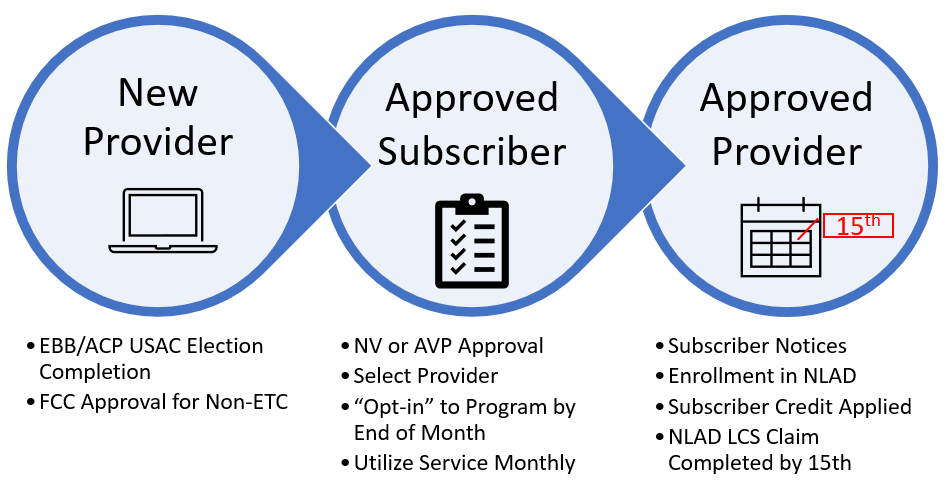 New
Provider
• EBB/ACP USAC Election
Completion
• FCC Approval for Non-ETC
Approved
Subscriber
• NV or AVP Approval
• Select Provider
• “Opt-in” to Program by
End of Month
• Utilize Service Monthly
Approved
Provider
15th
• Subscriber Notices
• Enrollment in NLAD
• Subscriber Credit Applied
• NLAD LCS Claim
Completed by 15th